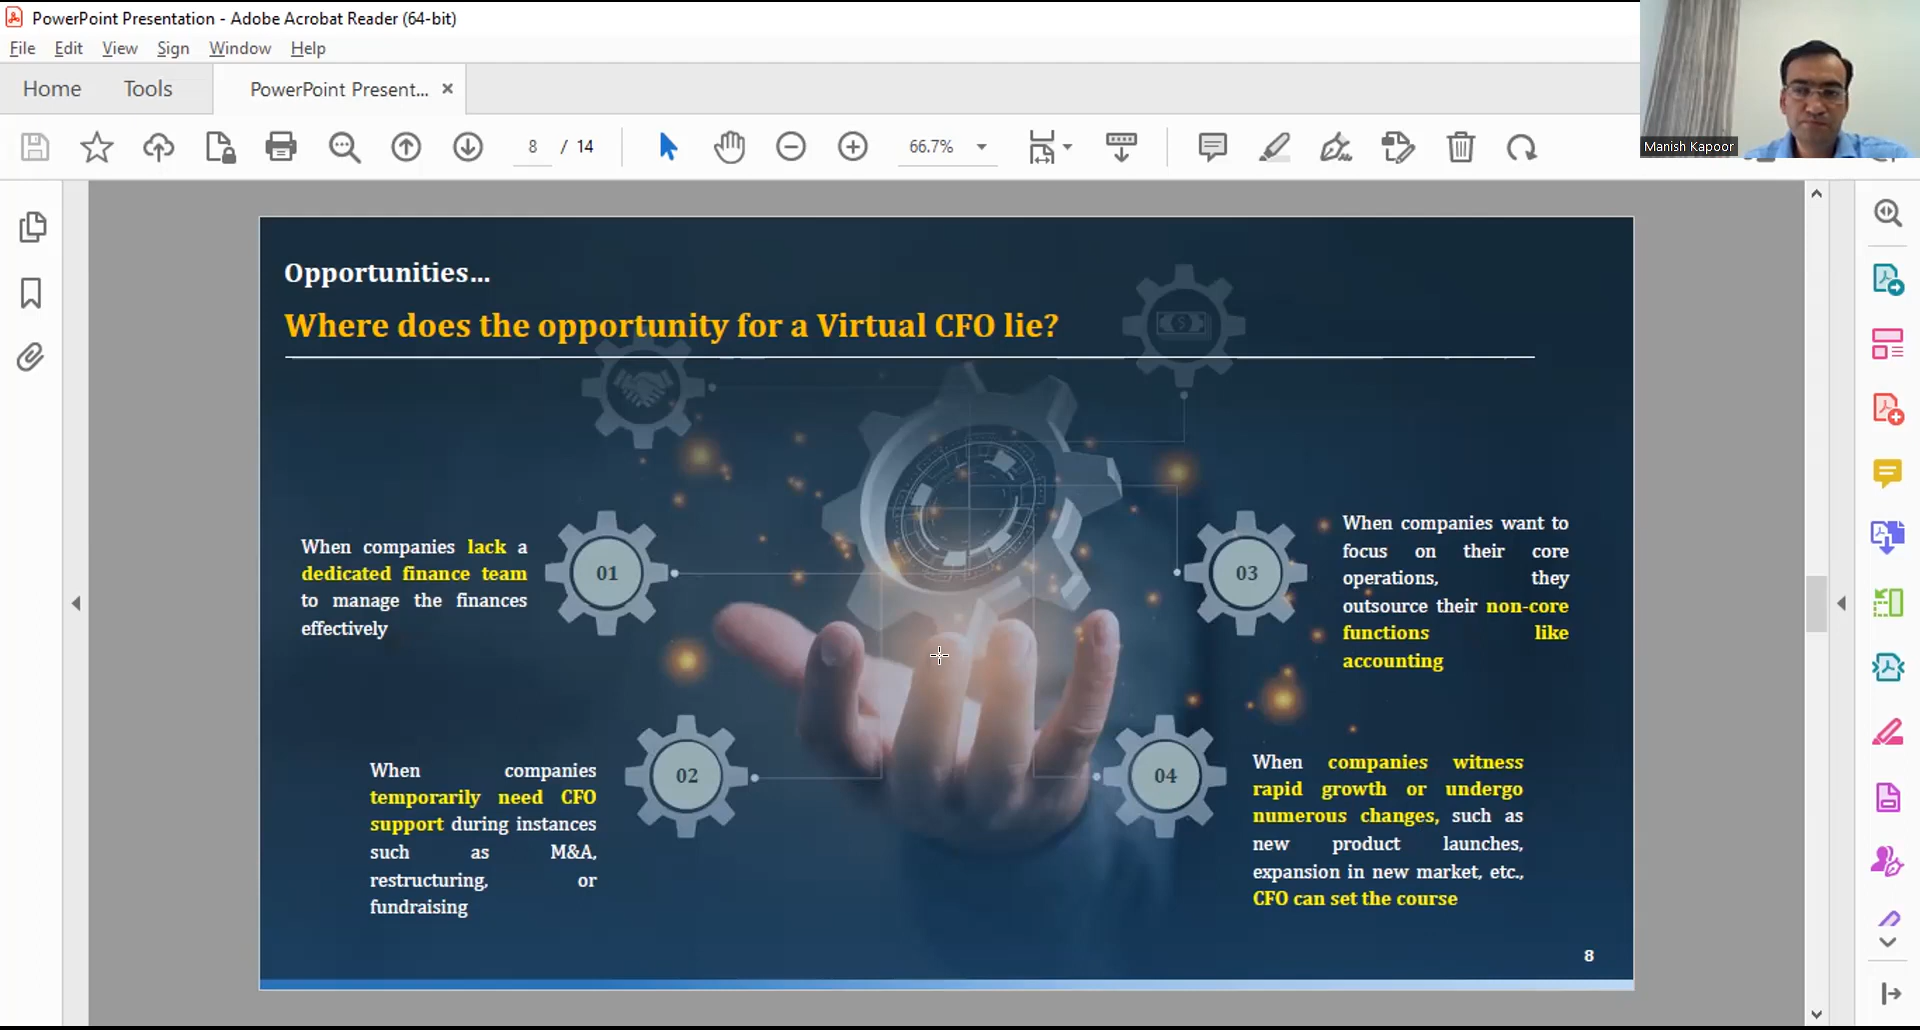 PowerPoint Presentation - Adobe Acrobat Reader (64-bit)
File Edit View Sign Window Help
Home Tools PowerPoint Present... ×
8 / 14 66.7%
Manish Kapoor
Opportunities...
Where does the opportunity for a Virtual CFO lie?
When companies lack a
dedicated finance team
to manage the finances
effectively
01
When companies
temporarily need CFO
support during instances
such as M&A,
restructuring, or
fundraising
02
03
When companies want to
focus on their core
operations, they
outsource their non-core
functions like
accounting
04
When companies witness
rapid growth or undergo
numerous changes, such as
new product launches,
expansion in new market, etc.,
CFO can set the course
8